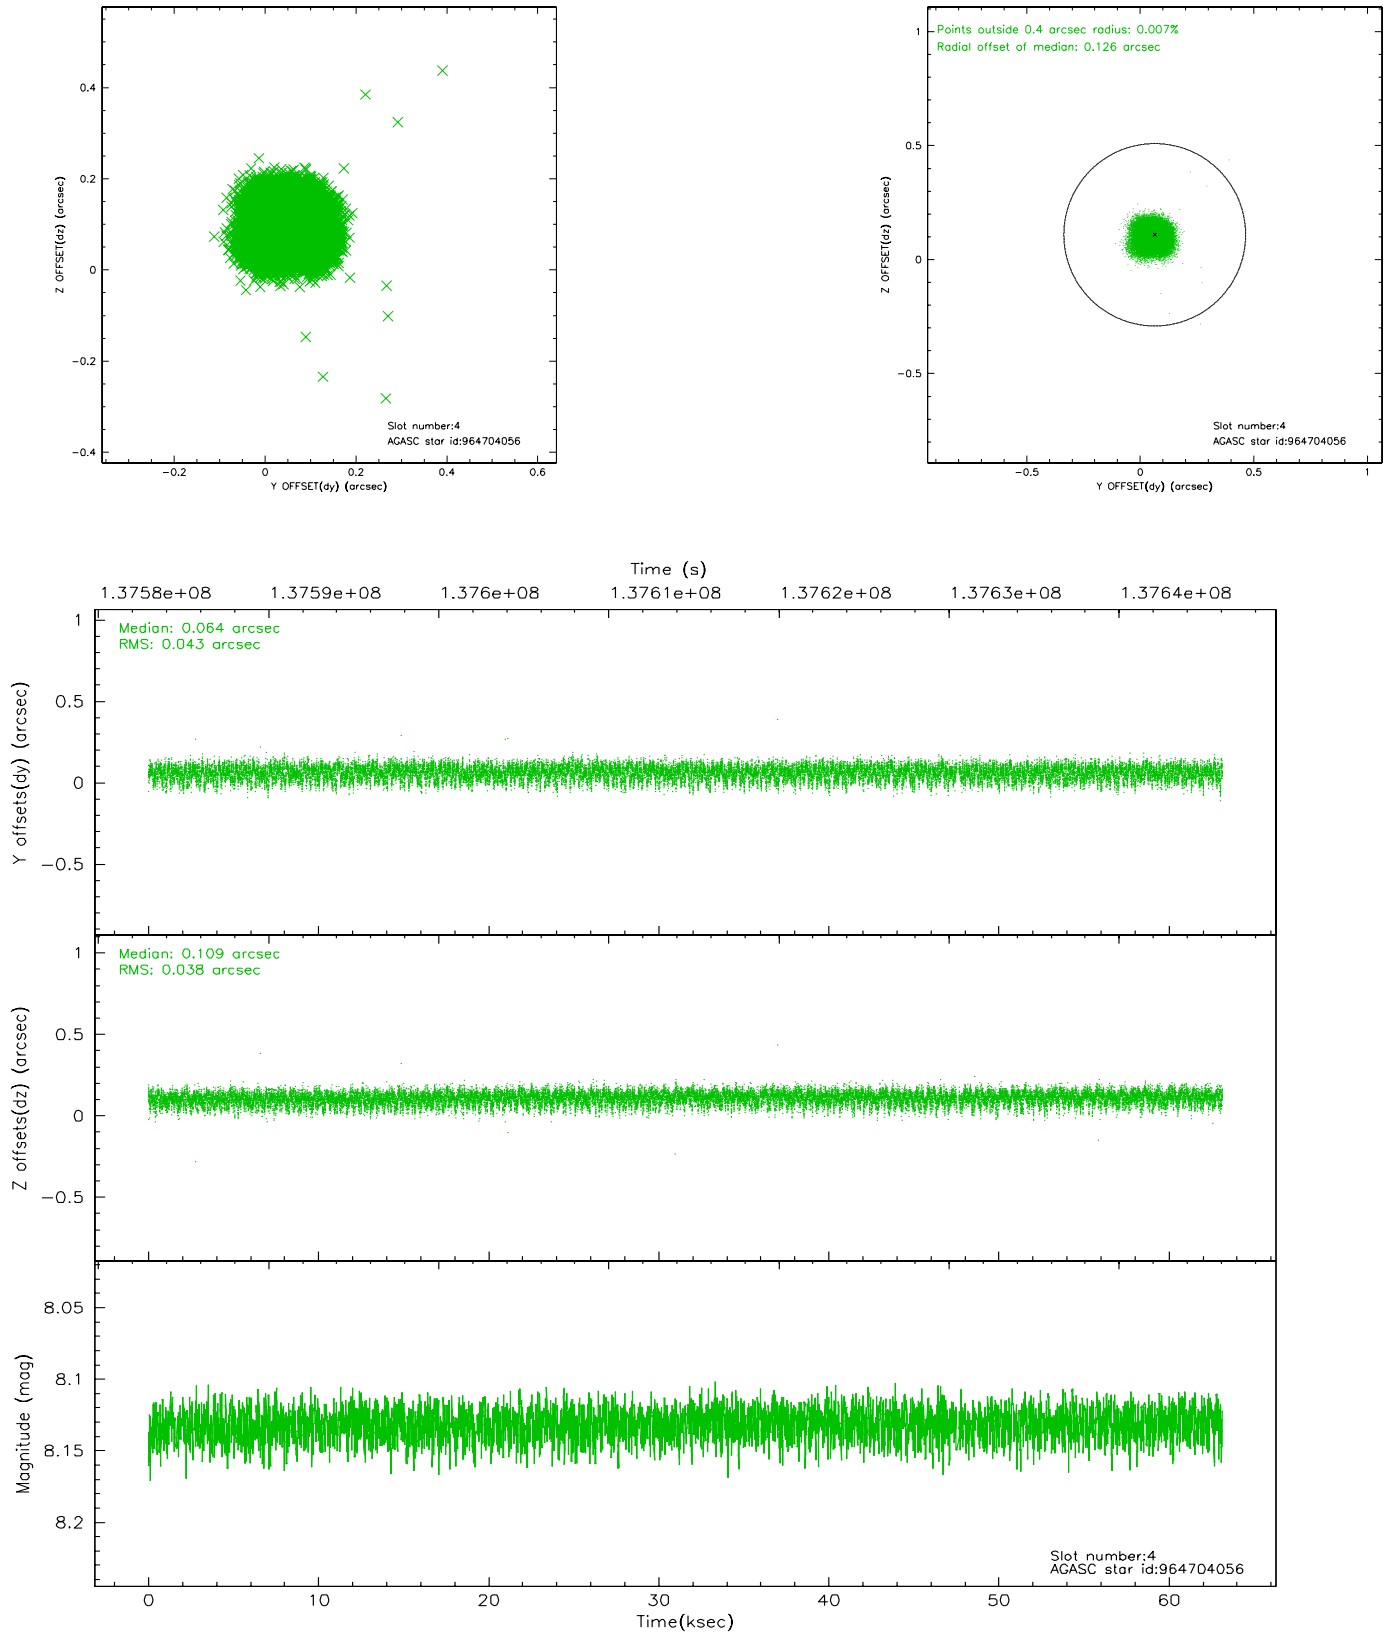 0.4
0.2
0
-0.2
-0.4
Z OFFSET(dz) (arcsec)
-0.2 0 0.2 0.4 0.6
Y OFFSET(dy) (arcsec)
Slot number:4
AGASC star id:964704056
Points outside 0.4 arcsec radius: 0.007%
Radial offset of median: 0.126 arcsec
1
0.5
0
-0.5
Z OFFSET(dz) (arcsec)
-0.5 0 0.5 1
Y OFFSET(dy) (arcsec)
Slot number:4
AGASC star id:964704056
Time (s)
1.3758e+08 1.3759e+08 1.376e+08 1.3761e+08 1.3762e+08 1.3763e+08 1.3764e+08
Median: 0.064 arcsec
RMS: 0.043 arcsec
1
0.5
0
-0.5
Y offsets(dy) (arcsec)
Median: 0.109 arcsec
RMS: 0.038 arcsec
1
0.5
0
-0.5
Z offsets(dz) (arcsec)
8.05
8.1
8.15
8.2
Magnitude (mag)
Slot number:4
AGASC star id:964704056
0 10 20 30 40 50 60
Time(ksec)